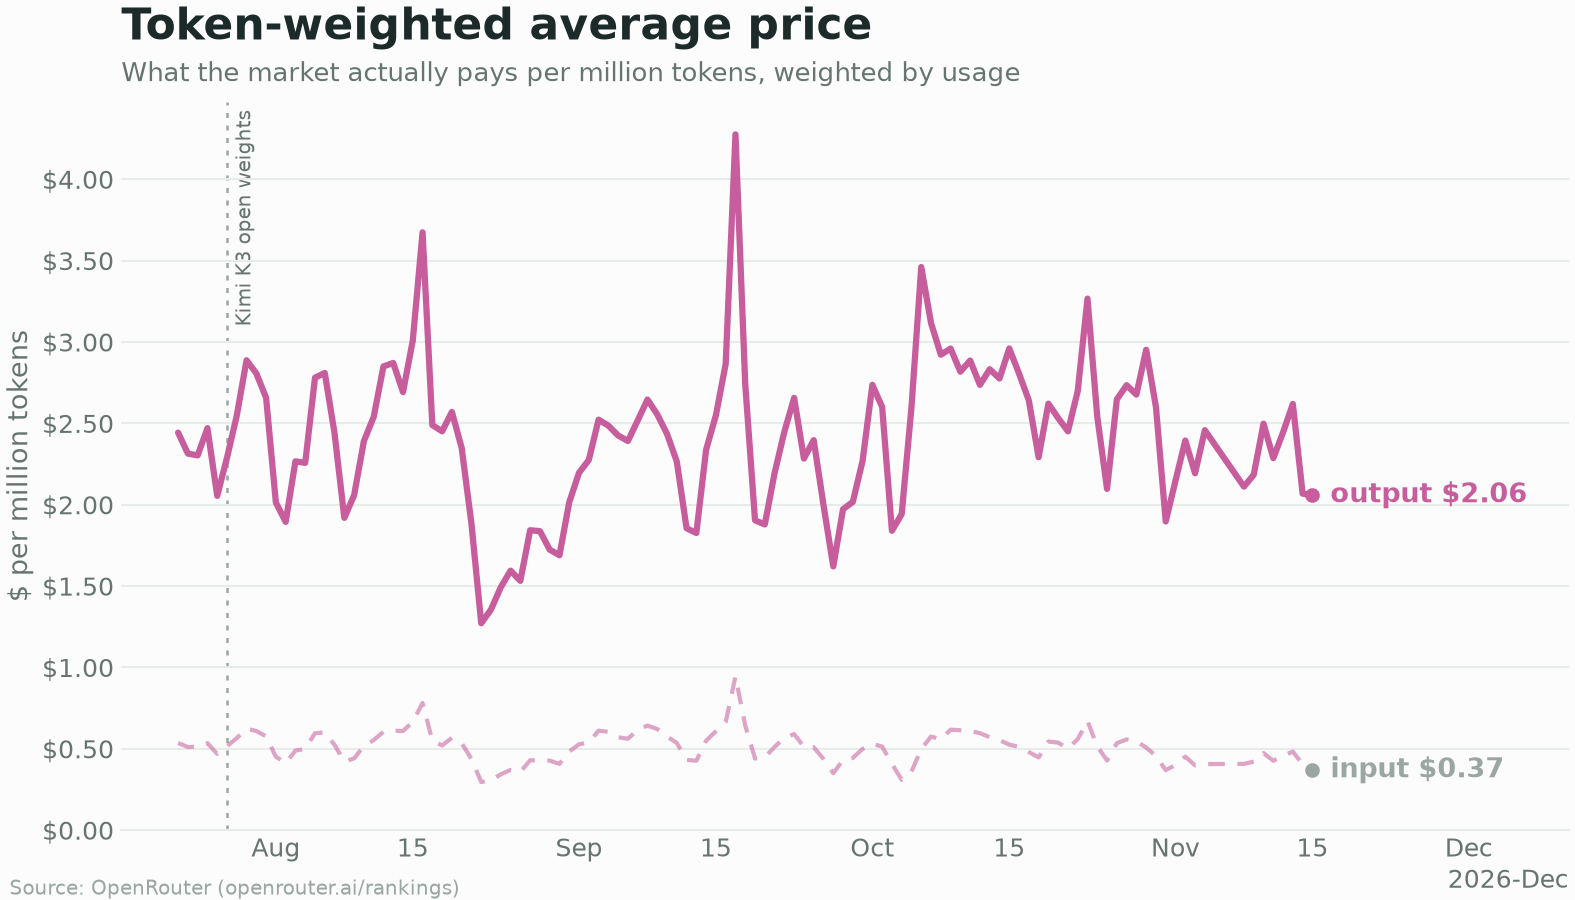 Token-weighted average price
What the market actually pays per million tokens, weighted by usage
Kimi K3 open weights
$ per million tokens
$4.00
$3.50
$3.00
$2.50
$2.00
$1.50
$1.00
$0.50
$0.00
output $2.06
input $0.37
Aug 15 Sep 15 Oct 15 Nov 15 Dec
2026-Dec
Source: OpenRouter (openrouter.ai/rankings)